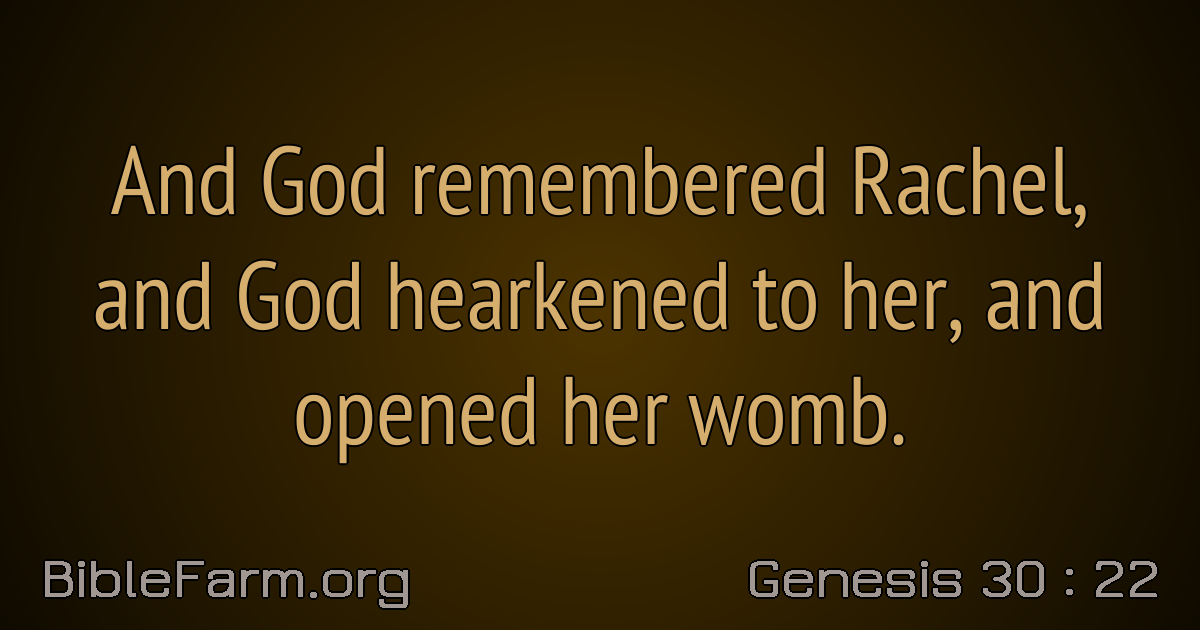 And God remembered Rachel,
and God hearkened to her, and
opened her womb.
BibleFarm.org
Genesis 30 : 22